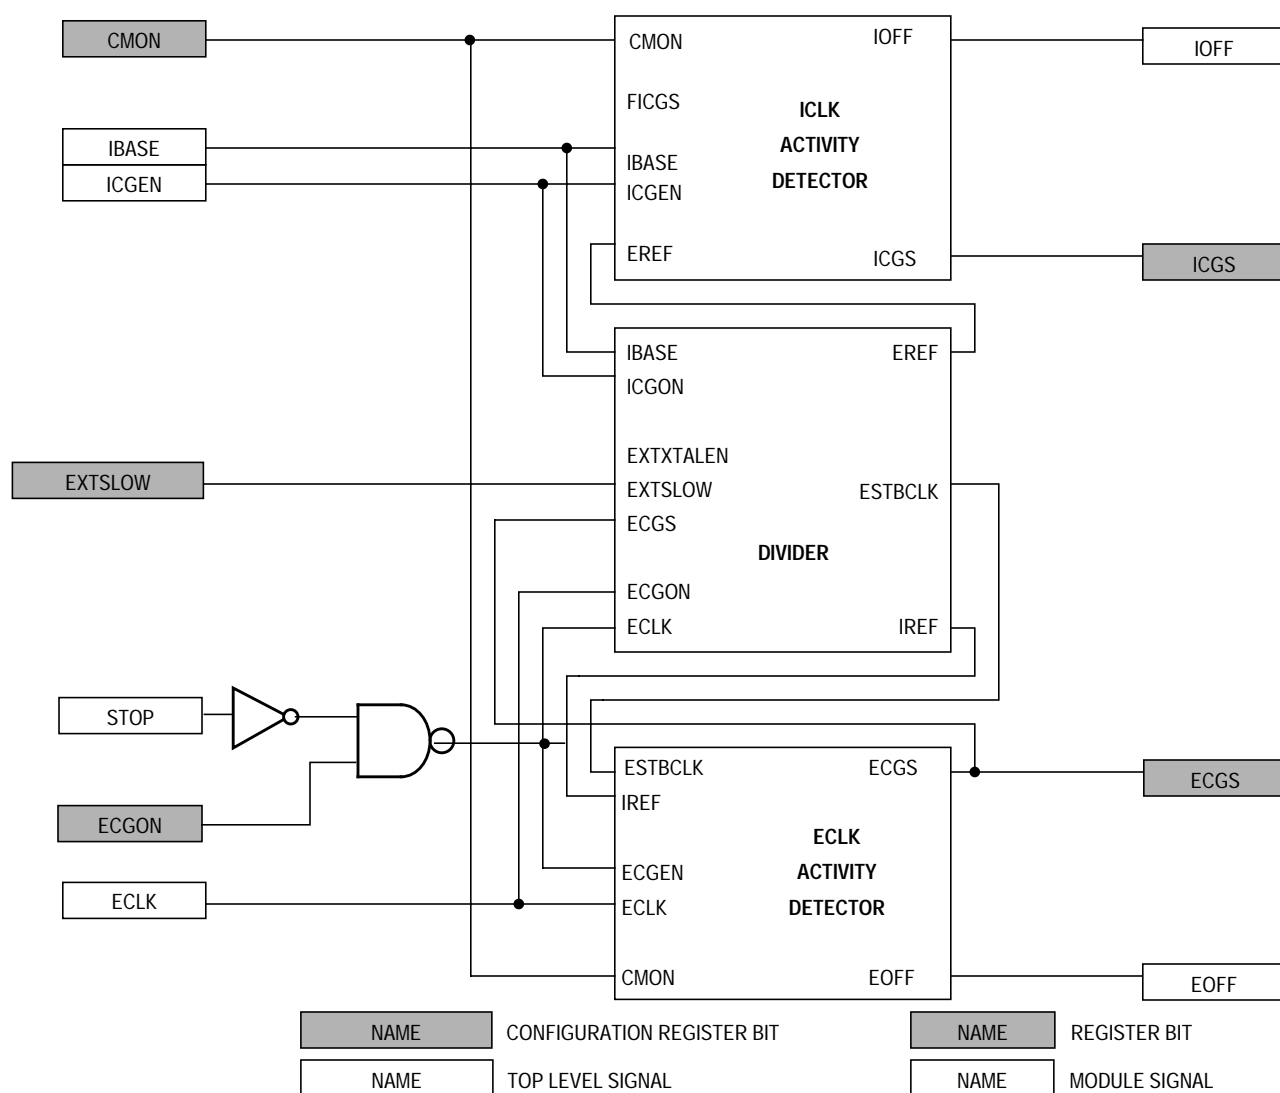 CMON
IBASE
ICGEN
EXTSLOW
STOP
ECGON
ECLK
CMON
FICGS
IBASE
ICGEN
EREF
IOFF
ICGS
ICLK
ACTIVITY
DETECTOR
IBASE
ICGON
EXTXTALEN
EXTSLOW
ECGS
ECGON
ECLK
EREF
ESTBCLK
IREF
DIVIDER
ESTBCLK
IREF
ECGEN
ECLK
CMON
ECGS
EOFF
ECLK
ACTIVITY
DETECTOR
IOFF
ICGS
ECGS
EOFF
NAME CONFIGURATION REGISTER BIT
NAME REGISTER BIT
NAME TOP LEVEL SIGNAL
NAME MODULE SIGNAL